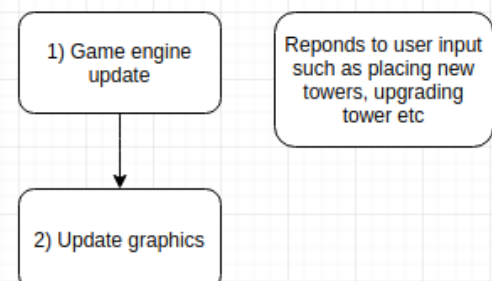 1) Game engine
update
Reponds to user input
such as placing new
towers, upgrading
tower etc
2) Update graphics